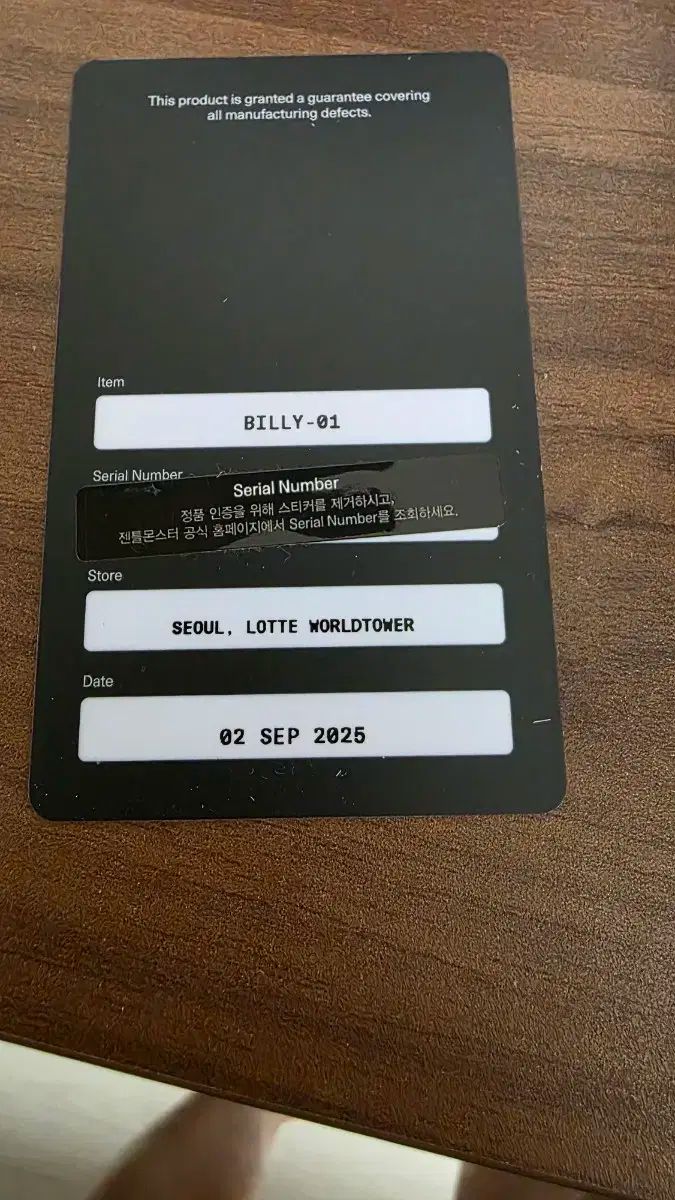 This product is granted a guarantee covering
all manufacturing defects.
Item
BILLY-01
Serial Number
Serial Number
정품 인증을 위해 스티커를 제거하시고,
젠틀몬스터 공식 홈페이지에서 Serial Number를 조회하세요.
Store
SEOUL, LOTTE WORLDTOWER
Date
02 SEP 2025